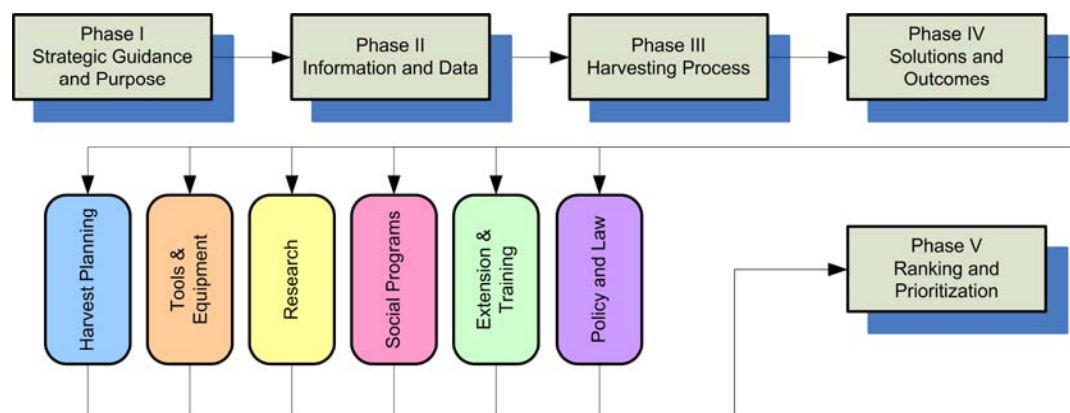 Phase I
Strategic Guidance
and Purpose
Phase II
Information and Data
Phase III
Harvesting Process
Phase IV
Solutions and
Outcomes
Harvest Planning
Tools &
Equipment
Research
Social Programs
Extension &
Training
Policy and Law
Phase V
Ranking and
Prioritization